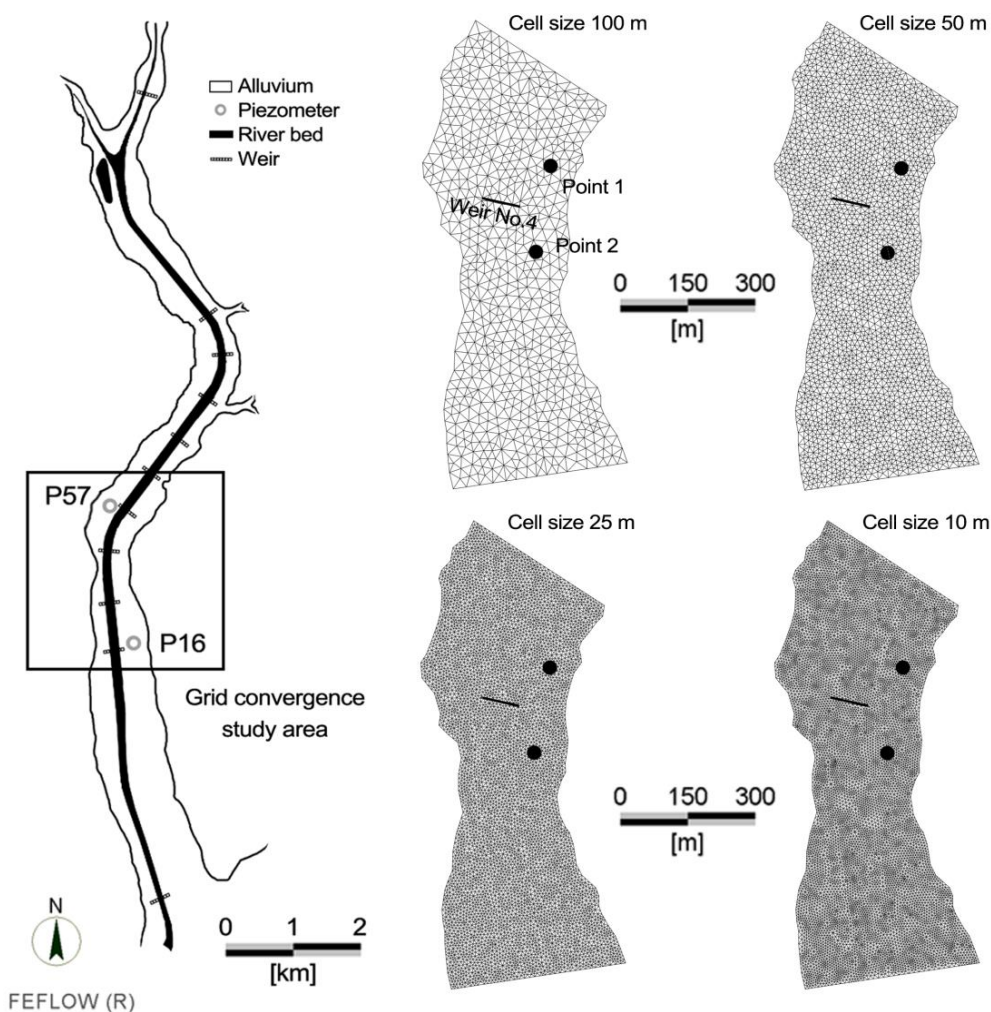 Alluvium
Piezometer
River bed
Weir
P57
P16
Grid convergence
study area
N
0 1 2
[km]
FEFLOW (R)
Cell size 100 m
Point 1
Weir No.4
Point 2
0 150 300
[m]
Cell size 50 m
Cell size 25 m
0 150 300
[m]
Cell size 10 m